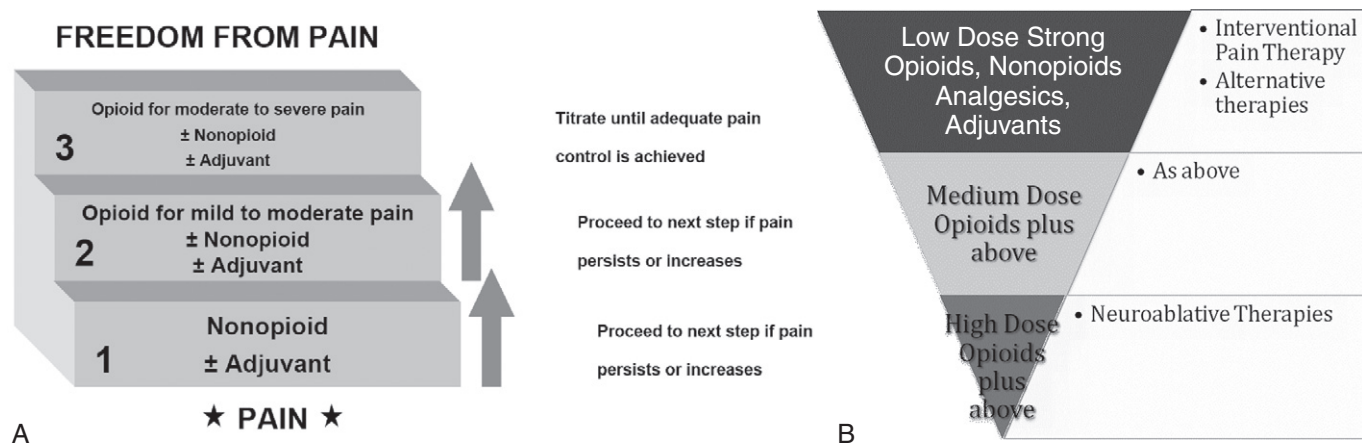 FREEDOM FROM PAIN
Opioid for moderate to severe pain
± Nonopioid
3
± Adjuvant
Opioid for mild to moderate pain
± Nonopioid
2
± Adjuvant
Nonopioid
1
± Adjuvant
★ PAIN ★
A
Titrate until adequate pain
control is achieved
Proceed to next step if pain
persists or increases
Proceed to next step if pain
persists or increases
Low Dose Strong
Opioids, Nonopioids
Analgesics,
Adjuvants
• Interventional
Pain Therapy
• Alternative
therapies
Medium Dose
Opioids plus
above
• As above
High Dose
Opioids
plus
above
• Neuroablative Therapies
B